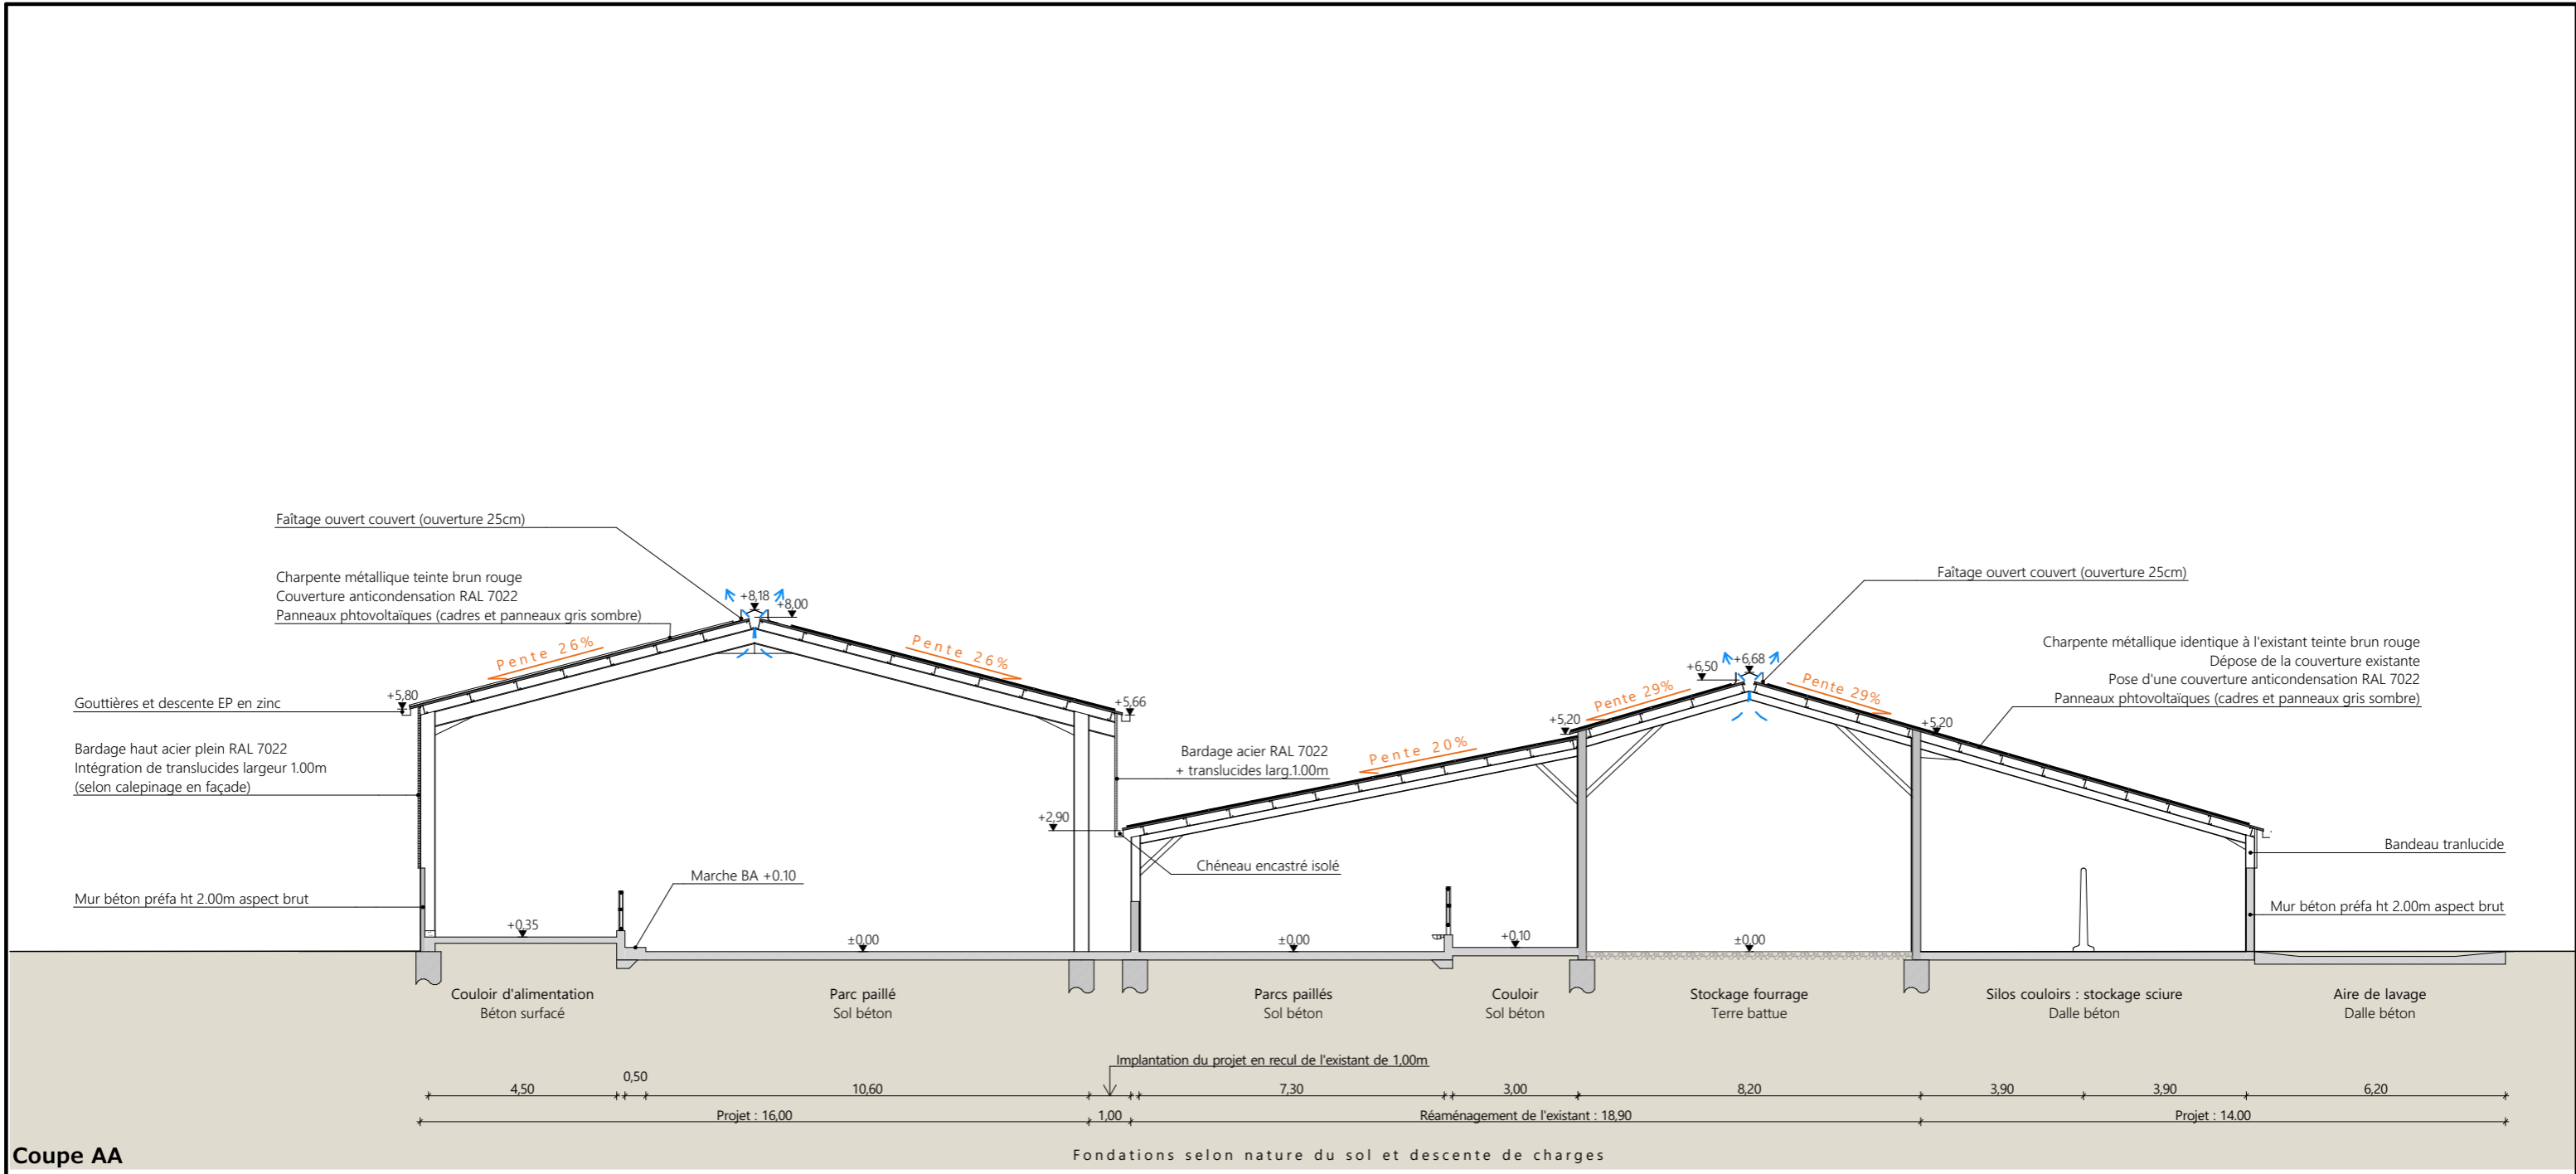 Faîtage ouvert couvert (ouverture 25cm)
Charpente métallique teinte brun rouge
Couverture anticondensation RAL 7022
Panneaux phtovoltaïques (cadres et panneaux gris sombre)
+8,18
+8,00
Pente 26%
Pente 26%
Gouttières et descente EP en zinc
+5,80
+5,66
Bardage haut acier plein RAL 7022
Intégration de translucides largeur 1.00m
(selon calepinage en façade)
Bardage acier RAL 7022
+ translucides larg.1.00m
+2,90
Chéneau encastré isolé
Marche BA +0.10
Mur béton préfa ht 2.00m aspect brut
Faîtage ouvert couvert (ouverture 25cm)
+6,50
+6,68
Pente 29%
Pente 29%
Pente 20%
+5,20
+5,20
Charpente métallique identique à l'existant teinte brun rouge
Dépose de la couverture existante
Pose d'une couverture anticondensation RAL 7022
Panneaux phtovoltaïques (cadres et panneaux gris sombre)
Bandeau tranlucide
Mur béton préfa ht 2.00m aspect brut
+0,35
±0,00
±0,00
+0,10
±0,00
Couloir d'alimentation
Béton surfacé
Parc paillé
Sol béton
Parcs paillés
Sol béton
Couloir
Sol béton
Stockage fourrage
Terre battue
Silos couloirs : stockage sciure
Dalle béton
Aire de lavage
Dalle béton
Implantation du projet en recul de l'existant de 1,00m
4,50
0,50
10,60
7,30
3,00
8,20
3,90
3,90
6,20
Projet : 16,00
1,00
Réaménagement de l'existant : 18,90
Projet : 14.00
Coupe AA
Fondations selon nature du sol et descente de charges